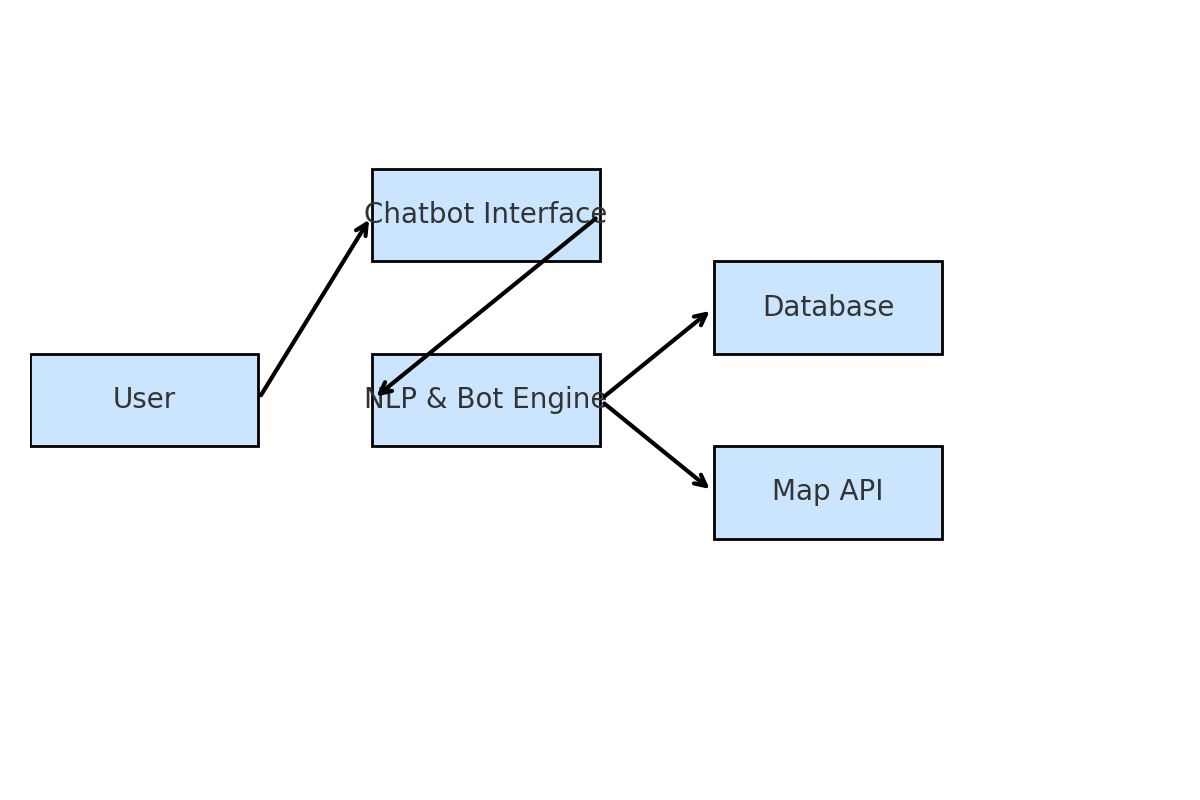 Chatbot Interface
Database
User
NLP & Bot Engine
Map API